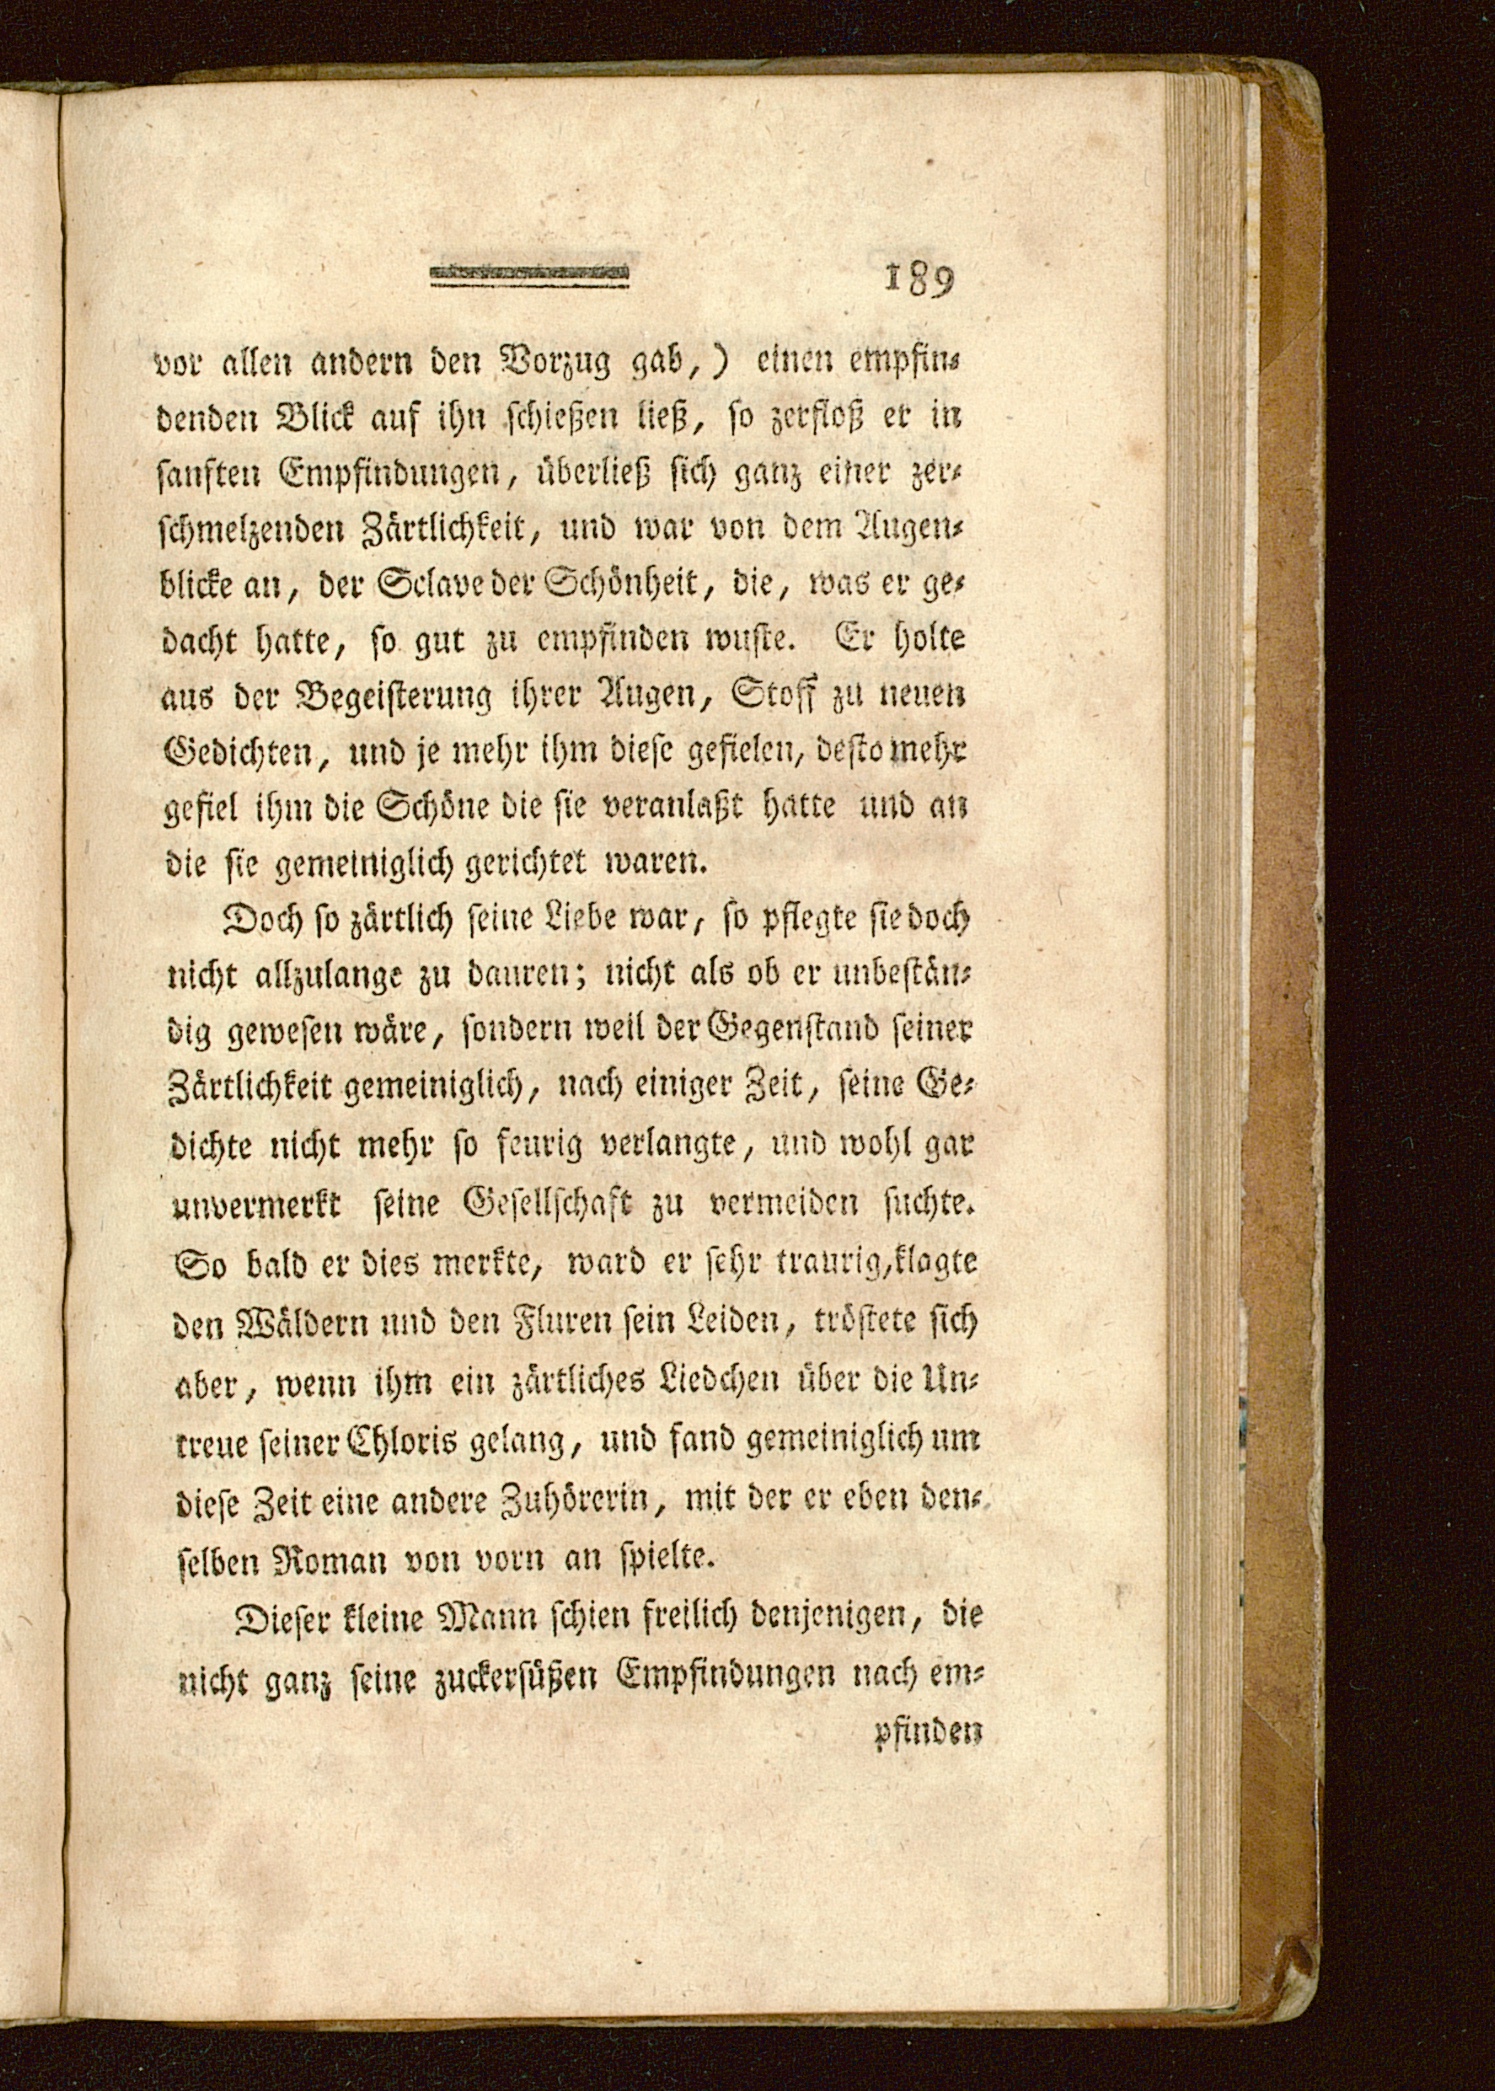 189
vor allen andern den Vorzug gab,) einen empfin-
denden Blick auf ihn schießen ließ, so zerfloß er in
sanften Empfindungen, überließ sich ganz einer zer-
schmelzenden Zärtlichkeit, und war von dem Augen-
blicke an, der Sclave der Schönheit, die, was er ge-
dacht hatte, so gut zu empfinden wuste. Er holte
aus der Begeisterung ihrer Augen, Stoff zu neuen
Gedichten, und je mehr ihm diese gefielen, desto mehr
gefiel ihm die Schöne die sie veranlaßt hatte und an
die sie gemeiniglich gerichtet waren.
Doch so zärtlich seine Liebe war, so pflegte sie doch
nicht allzulange zu dauren; nicht als ob er unbestän-
dig gewesen wäre, sondern weil der Gegenstand seiner
Zärtlichkeit gemeiniglich, nach einiger Zeit, seine Ge-
dichte nicht mehr so feurig verlangte, und wohl gar
unvermerkt seine Gesellschaft zu vermeiden suchte.
So bald er dies merkte, ward er sehr traurig, klagte
den Wäldern und den Fluren sein Leiden, tröstete sich
aber, wenn ihm ein zärtliches Liedchen über die Un-
treue seiner Chloris gelang, und fand gemeiniglich um
diese Zeit eine andere Zuhörerin, mit der er eben den-
selben Roman von vorn an spielte.
Dieser kleine Mann schien freilich denjenigen, die
nicht ganz seine zuckersüßen Empfindungen nach em-
pfinden